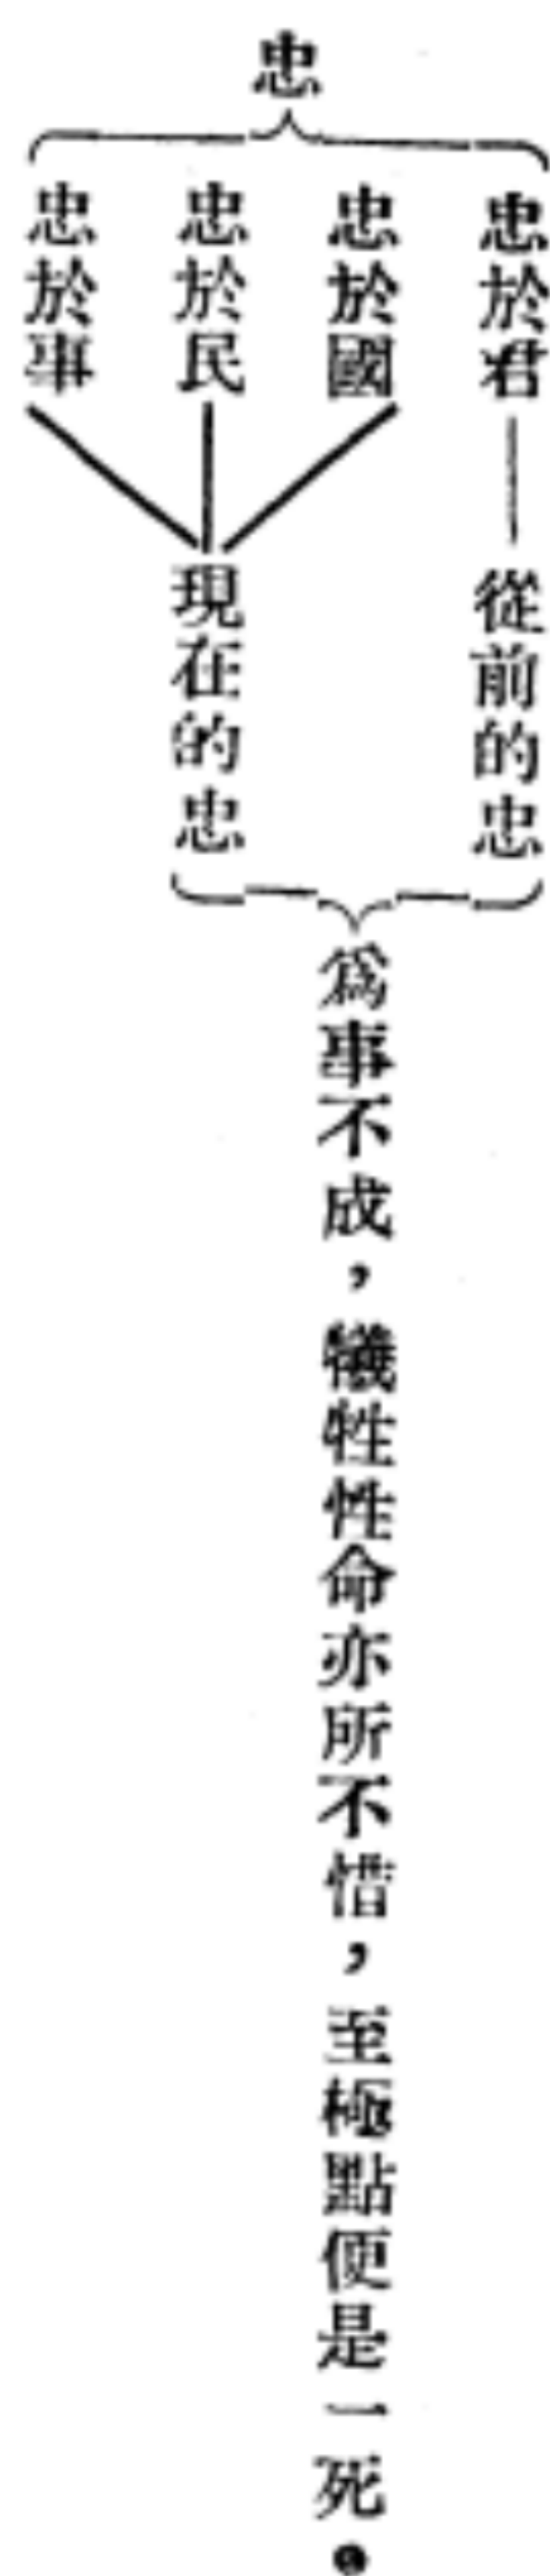 忠
忠於君
忠於國
忠於民
忠於事
從前的忠
現在的忠
爲事不成，犧牲性命亦所不惜，至極點便是一死。